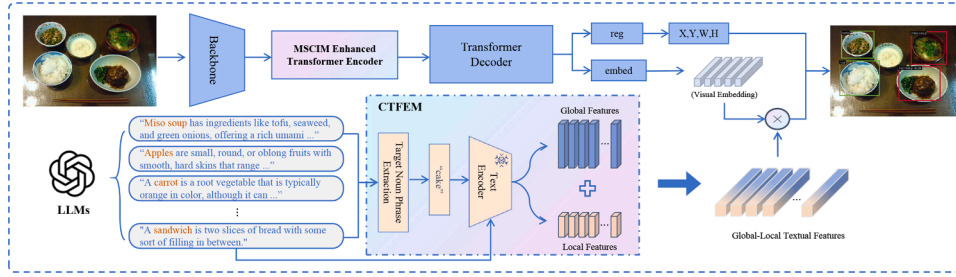 Backbone
MSCIM Enhanced
Transformer Encoder
Transformer
Decoder
reg
X,Y,W,H
embed
(Visual Embedding)
LLMs
"Miso soup has ingredients like tofu, seaweed,
and green onions, offering a rich umami ..."
"Apples are small, round, or oblong fruits with
smooth, hard skins that range ..."
"A carrot is a root vegetable that is typically
orange in color, although it can ..."
"A sandwich is two slices of bread with some
sort of filling in between."
CTFEM
Target Noun Phrase
Extraction
"cake"
Text
Encoder
Global Features
...
Local Features
...
...
Global-Local Textual Features